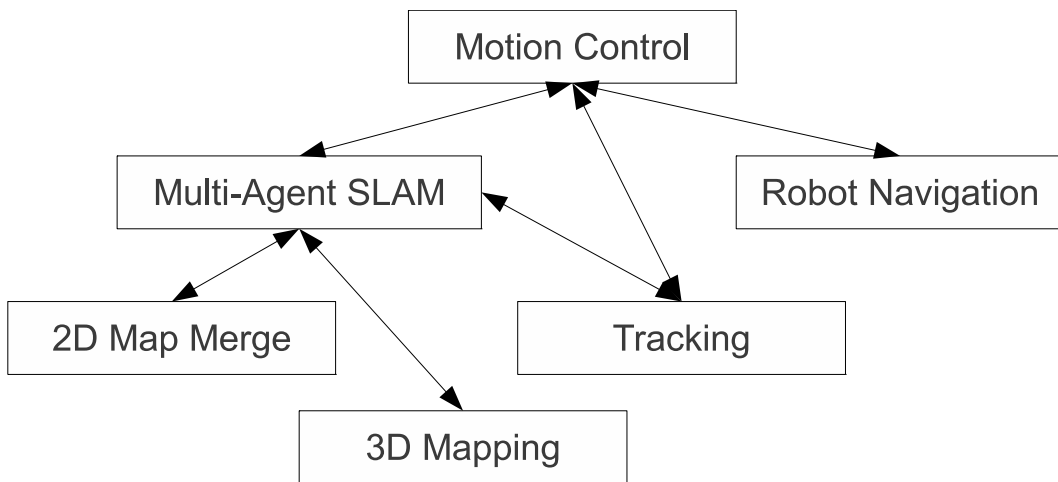 Motion Control
Multi-Agent SLAM
Robot Navigation
2D Map Merge
Tracking
3D Mapping